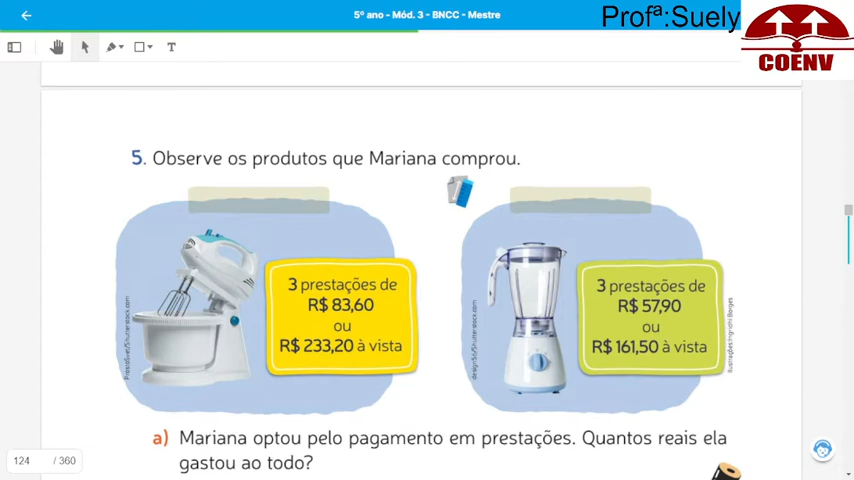 5º ano - Mód. 3 - BNCC - Mestre
Profª:Suely
COENV
T
5. Observe os produtos que Mariana comprou.
3 prestações de
R$ 83,60
ou
R$ 233,20 à vista
3 prestações de
R$ 57,90
ou
R$ 161,50 à vista
a) Mariana optou pelo pagamento em prestações. Quantos reais ela
gastou ao todo?
124 / 360